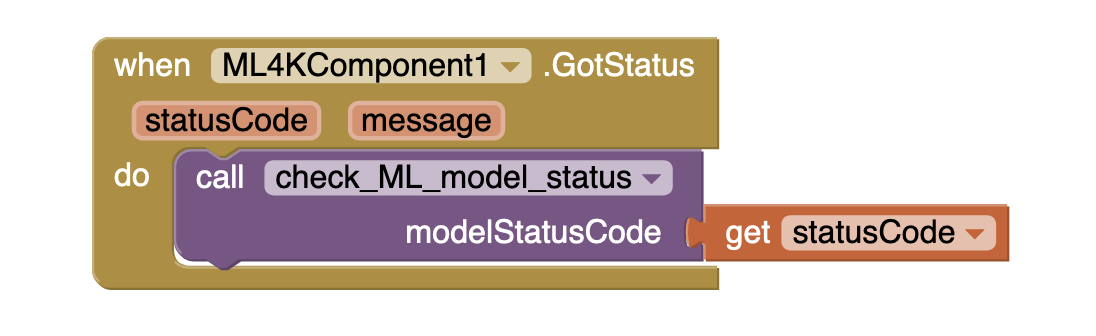 when ML4KComponent1 .GotStatus
statusCode message
do call check_ML_model_status
modelStatusCode get statusCode